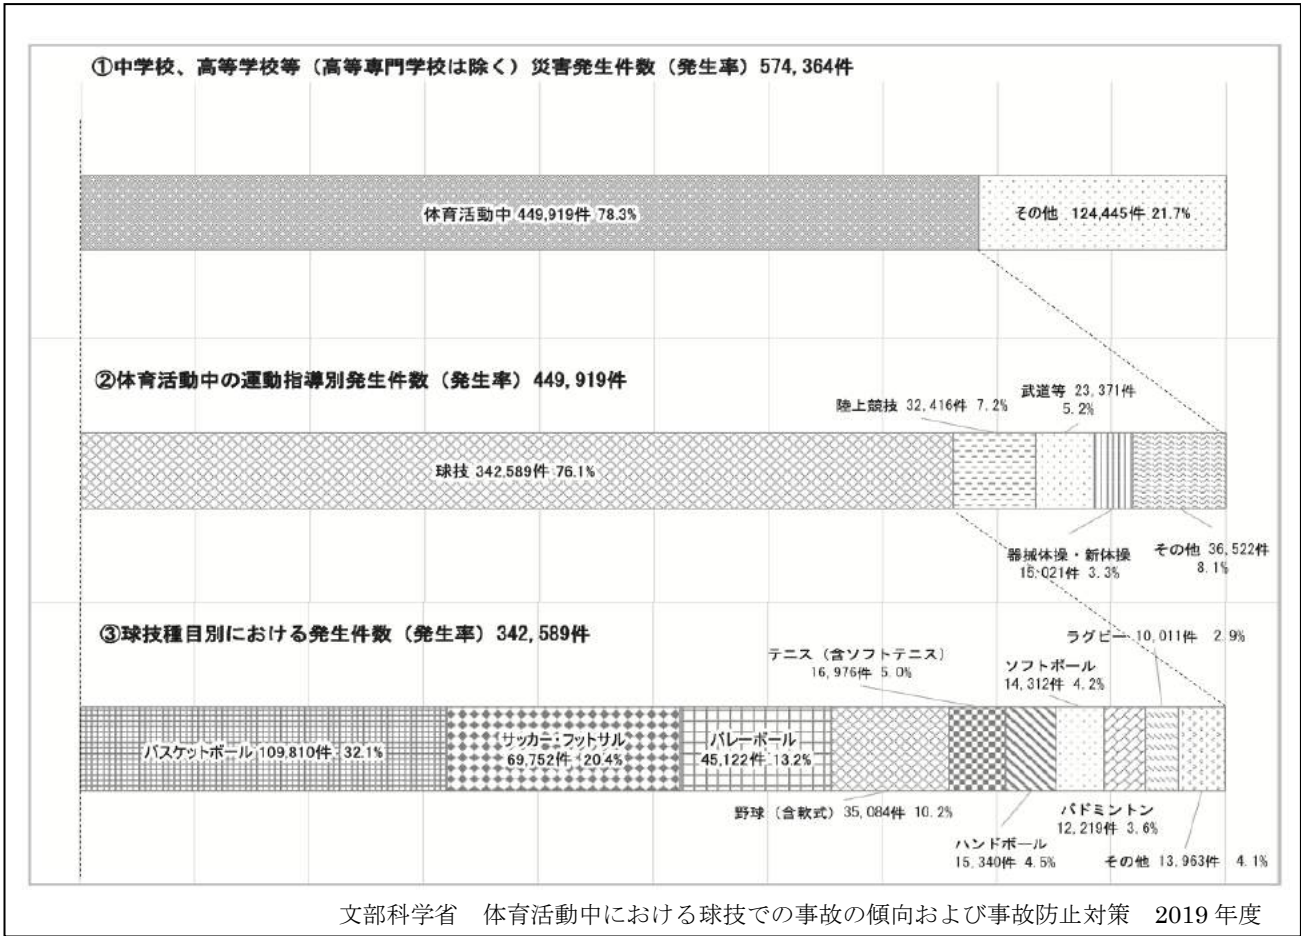 ①中学校、高等学校等（高等専門学校は除く）災害発生件数（発生率）574,364件
体育活動中 449,919件 78.3%
その他 124,445件 21.7%
②体育活動中の運動指導別発生件数（発生率）449,919件
陸上競技 32,416件 7.2%
武道等 23,371件
5.2%
球技 342,589件 76.1%
器械体操・新体操
15,021件 3.3%
その他 36,522件
8.1%
③球技種目別における発生件数（発生率）342,589件
ラグビー 10,011件 2.9%
テニス（含ソフトテニス）
16,976件 5.0%
ソフトボール
14,312件 4.2%
バスケットボール 109,810件 32.1%
サッカー・フットサル
69,752件 20.4%
バレーボール
45,122件 13.2%
野球（含軟式）35,084件 10.2%
ハンドボール
15,340件 4.5%
バドミントン
12,219件 3.6%
その他 13,963件 4.1%
文部科学省　体育活動中における球技での事故の傾向および事故防止対策　2019 年度